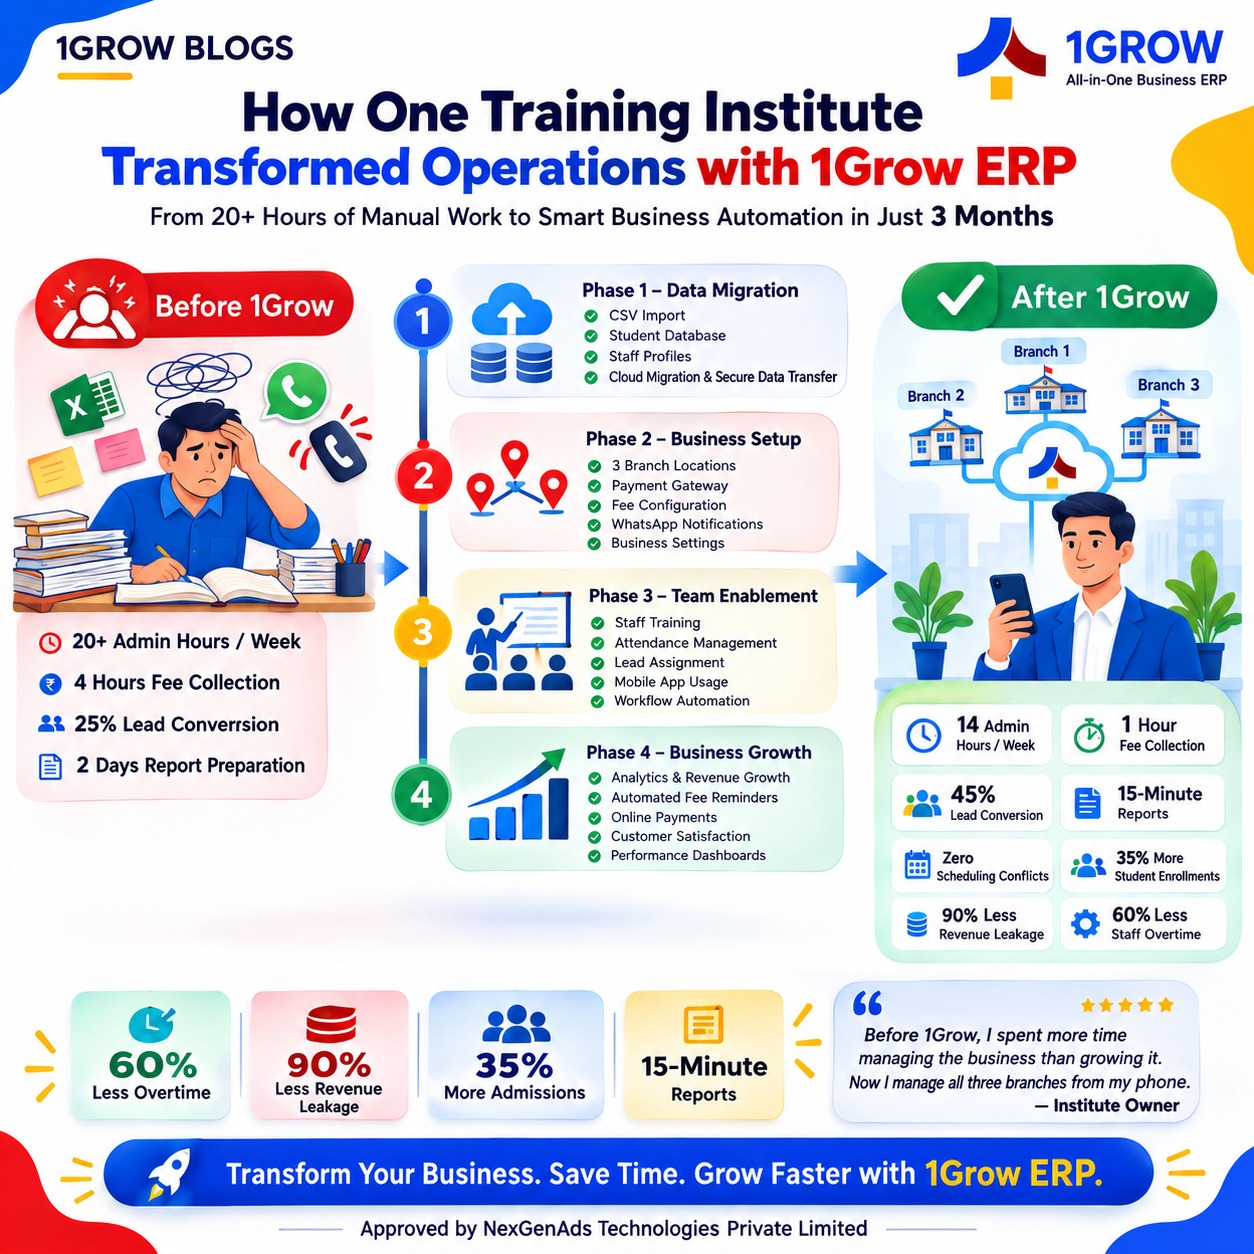 1GROW BLOGS
1GROW
All-in-One Business ERP
How One Training Institute
Transformed Operations with 1Grow ERP
From 20+ Hours of Manual Work to Smart Business Automation in Just 3 Months
Before 1Grow
X
20+ Admin Hours / Week
₹
4 Hours Fee Collection
25% Lead Conversion
2 Days Report Preparation
1
Phase 1 – Data Migration
CSV Import
Student Database
Staff Profiles
Cloud Migration & Secure Data Transfer
2
Phase 2 – Business Setup
3 Branch Locations
Payment Gateway
Fee Configuration
WhatsApp Notifications
Business Settings
3
Phase 3 – Team Enablement
Staff Training
Attendance Management
Lead Assignment
Mobile App Usage
Workflow Automation
4
Phase 4 – Business Growth
Analytics & Revenue Growth
Automated Fee Reminders
Online Payments
Customer Satisfaction
Performance Dashboards
After 1Grow
Branch 1
Branch 2
Branch 3
14 Admin
Hours / Week
1 Hour
Fee Collection
45%
Lead Conversion
15-Minute
Reports
Zero
Scheduling Conflicts
35% More
Student Enrollments
90% Less
Revenue Leakage
60% Less
Staff Overtime
60%
Less Overtime
90%
Less Revenue
Leakage
35%
More Admissions
15-Minute
Reports
“
Before 1Grow, I spent more time
managing the business than growing it.
Now I manage all three branches from my phone.
— Institute Owner
Transform Your Business. Save Time. Grow Faster with 1Grow ERP.
Approved by NexGenAds Technologies Private Limited